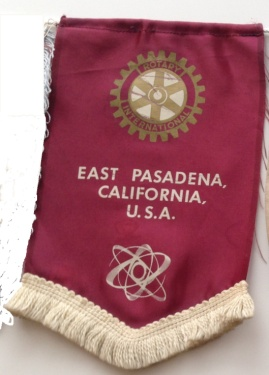 ROTARY
INTERNATIONAL
EAST PASADENA,
CALIFORNIA,
U.S.A.